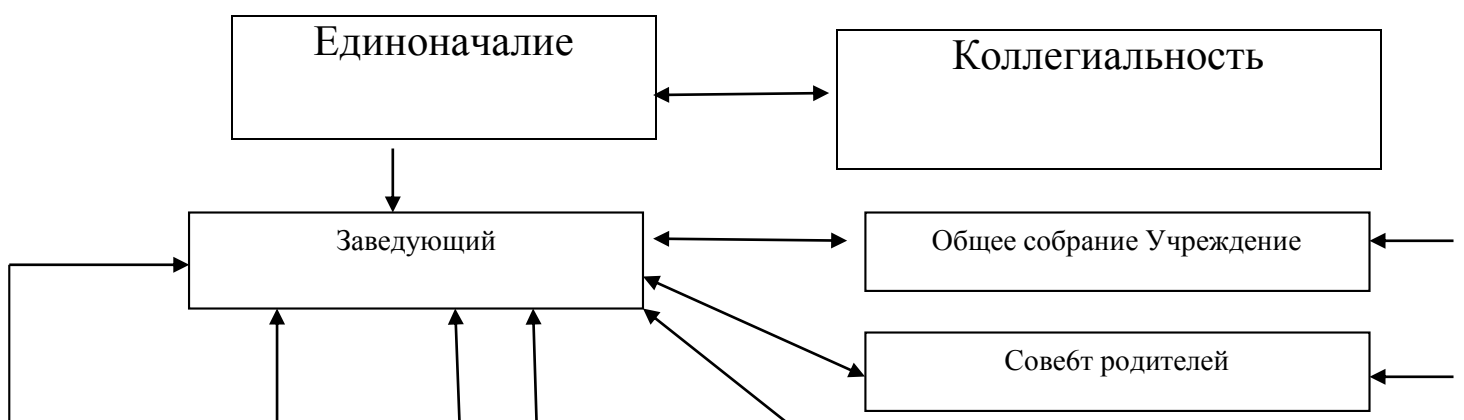 Единоначалие
Коллегиальность
Заведующий
Общее собрание Учреждение
Сове6т родителей